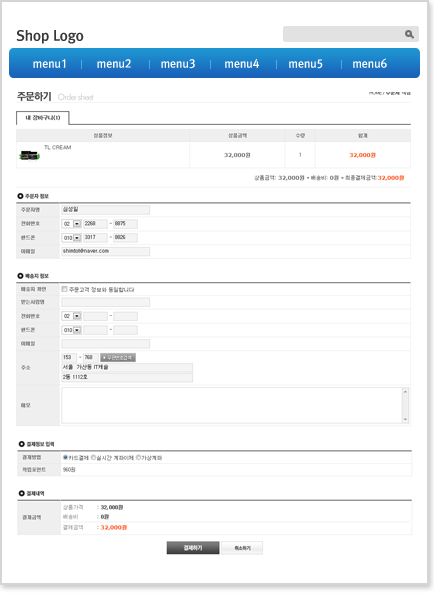 Shop Logo
menu1 menu2 menu3 menu4 menu5 menu6
주문하기 Order sheet
내 장바구니(1)
상품정보 상품금액 수량 합계
TL CREAM 32,000원 1 32,000원
상품금액: 32,000원 + 배송비: 0원 = 최종결제금액:32,000원
주문자 정보
주문자명
전화번호 02 2268 - 8875
핸드폰 010 3317 - 8826
이메일 shimtot@naver.com
배송지 정보
배송지 확인 주문고객 정보와 동일합니다
받는사람명
전화번호 02 -
핸드폰 010 -
이메일
주소 153 - 768 우편번호검색
서울 가산동 IT캐슬
2동 1112호
메모
결제정보 입력
결제방법 카드결제 실시간 계좌이체 가상계좌
적립포인트 960원
결제내역
결제금액
상품가격 : 32,000원
배송비 : 0원
결제금액 : 32,000원
결제하기 취소하기